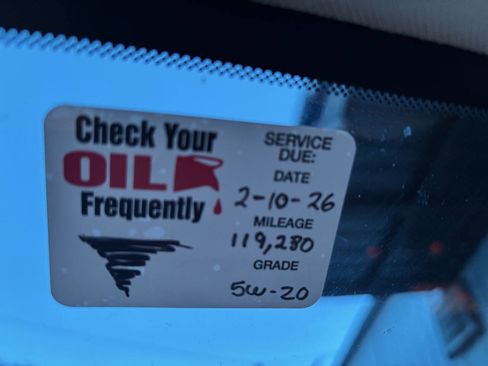 Check Your
OIL
Frequently
SERVICE
DUE:
DATE
2-10-26
MILEAGE
119,280
GRADE
5W-20